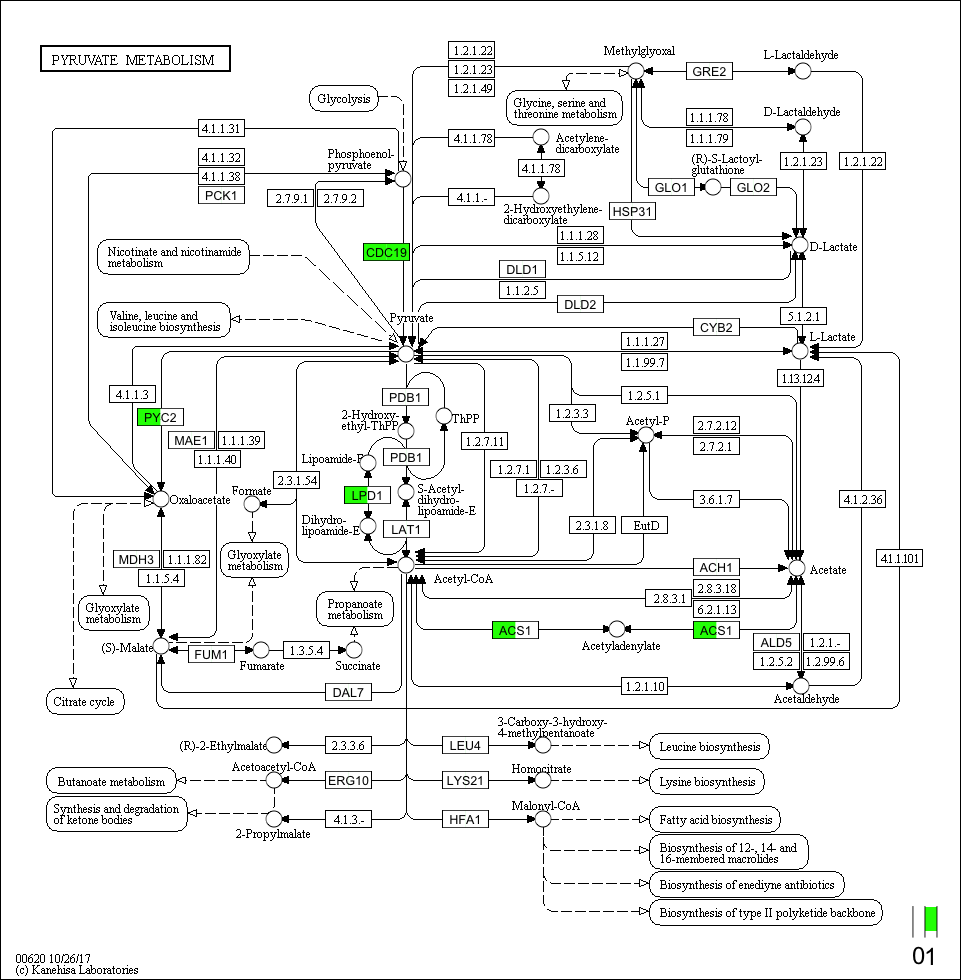 PYRUVATE METABOLISM
1.2.1.22
1.2.1.23
1.2.1.49
Methylglyoxal
GRE2
L-Lactaldehyde
Glycolysis
Glycine, serine and
threonine metabolism
4.1.1.31
1.1.1.78
1.1.1.79
D-Lactaldehyde
4.1.1.32
4.1.1.38
PCK1
Phosphoenol-
pyruvate
4.1.1.78
Acetylene-
dicarboxylate
4.1.1.78
(R)-S-Lactoyl-
glutathione
1.2.1.23
1.2.1.22
2.7.9.1
2.7.9.2
4.1.1.-
2-Hydroxyethylene-
dicarboxylate
GLO1
GLO2
HSP31
CDC19
1.1.1.28
1.1.5.12
D-Lactate
Nicotinate and nicotinamide
metabolism
DLD1
1.1.2.5
DLD2
Valine, leucine and
isoleucine biosynthesis
Pyruvate
5.1.2.1
CYB2
L-Lactate
1.1.1.27
1.1.99.7
1.13.12.4
4.1.1.3
PDB1
1.2.5.1
PYC2
2-Hydroxy-
ethyl-ThPP
ThPP
1.2.3.3
Acetyl-P
2.7.2.12
2.7.2.1
MAE1
1.1.1.39
1.1.1.40
1.2.7.11
Lipoamide-E
PDB1
1.2.7.1
1.2.3.6
1.2.7.-
2.3.1.54
Formate
Oxaloacetate
LPD1
S-Acetyl-
dihydro-
lipoamide-E
3.6.1.7
4.1.2.36
Dihydro-
lipoamide-E
LAT1
2.3.1.8
EutD
MDH3
1.1.1.82
1.1.5.4
Glyoxylate
metabolism
4.1.1.101
Acetyl-CoA
ACH1
Acetate
2.8.3.18
2.8.3.1
6.2.1.13
Glyoxylate
metabolism
Propanoate
metabolism
ACS1
Acetyladenylate
ACS1
(S)-Malate
FUM1
Fumarate
1.3.5.4
Succinate
ALD5
1.2.1.-
1.2.5.2
1.2.99.6
Citrate cycle
DAL7
1.2.1.10
Acetaldehyde
(R)-2-Ethylmalate
2.3.3.6
LEU4
3-Carboxy-3-hydroxy-
4-methylpentanoate
Leucine biosynthesis
Butanoate metabolism
Acetoacetyl-CoA
ERG10
LYS21
Homocitrate
Lysine biosynthesis
Synthesis and degradation
of ketone bodies
2-Propylmalate
4.1.3.-
HFA1
Malonyl-CoA
Fatty acid biosynthesis
Biosynthesis of 12-, 14- and
16-membered macrolides
Biosynthesis of enediyne antibiotics
Biosynthesis of type II polyketide backbone
01
00620 10/26/17
(c) Kanehisa Laboratories